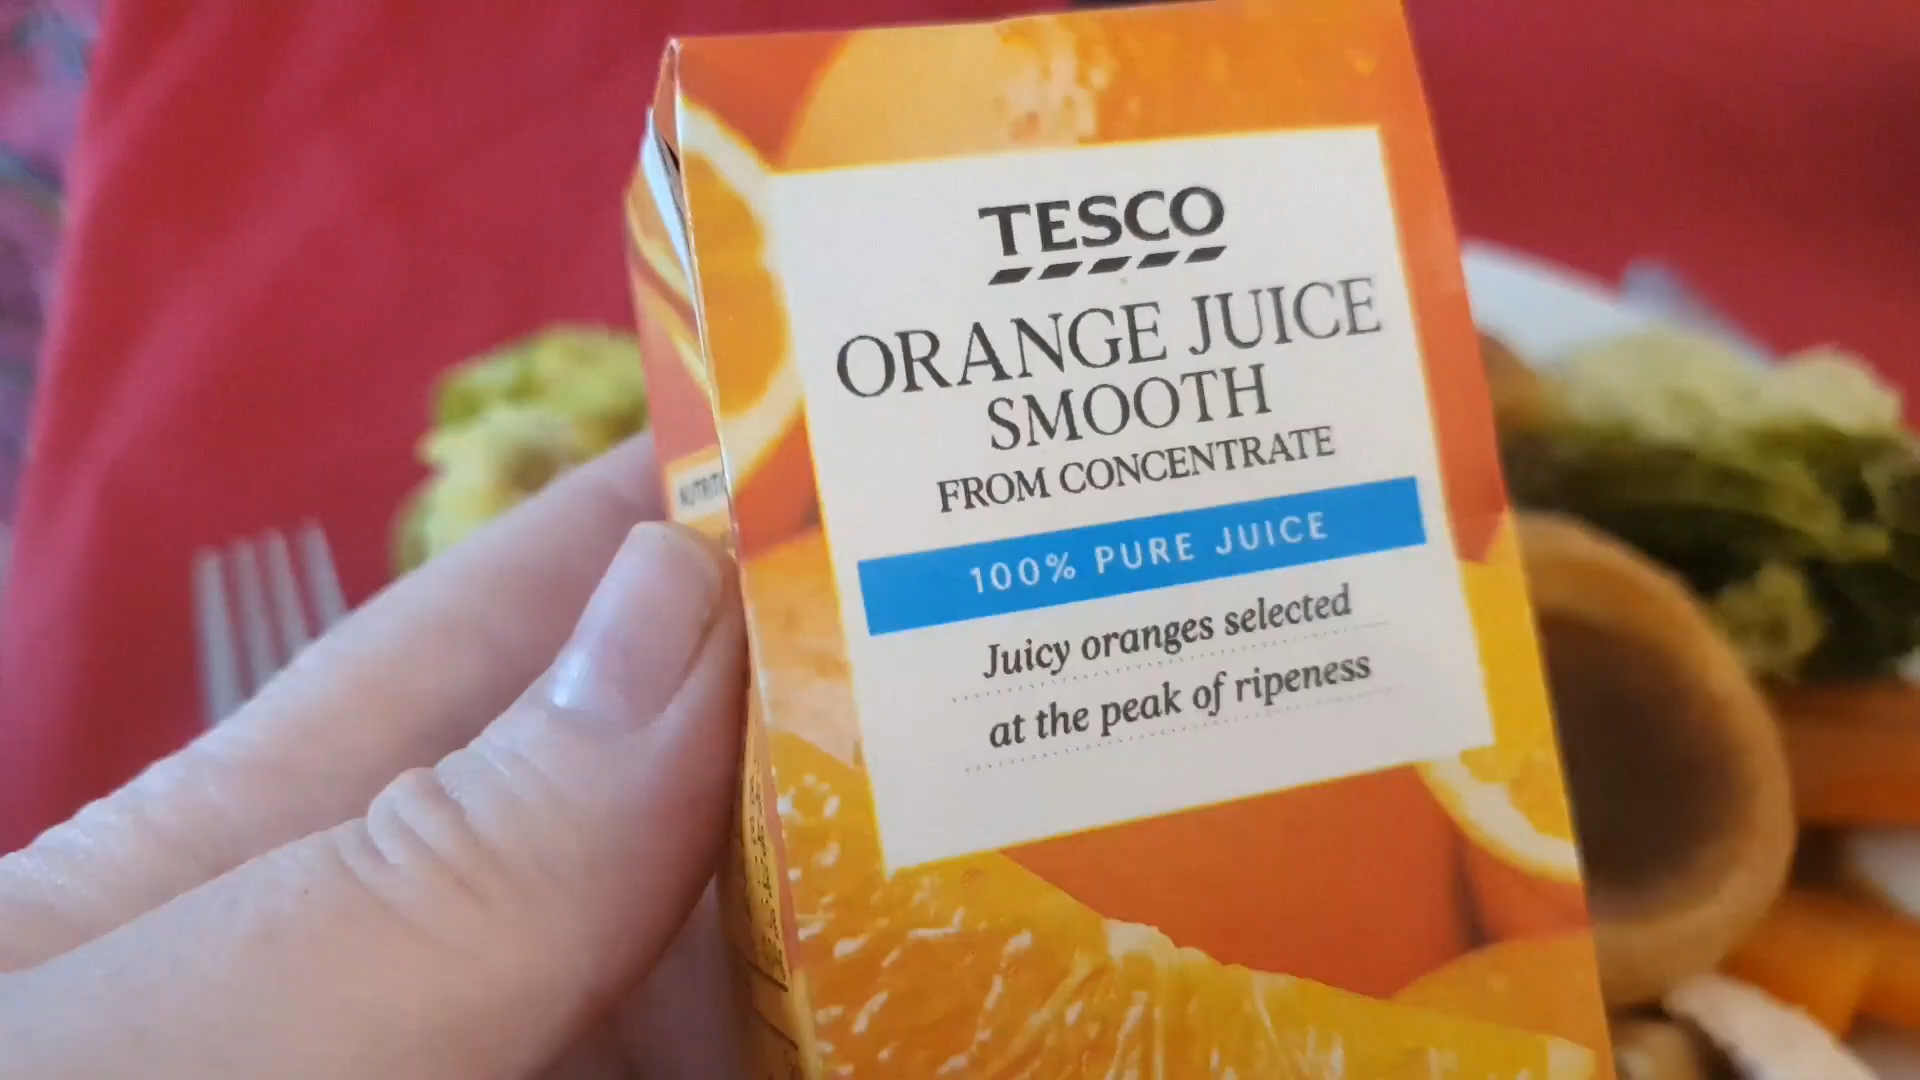 TESCO
ORANGE JUICE
SMOOTH
FROM CONCENTRATE
100% PURE JUICE
Juicy oranges selected
at the peak of ripeness